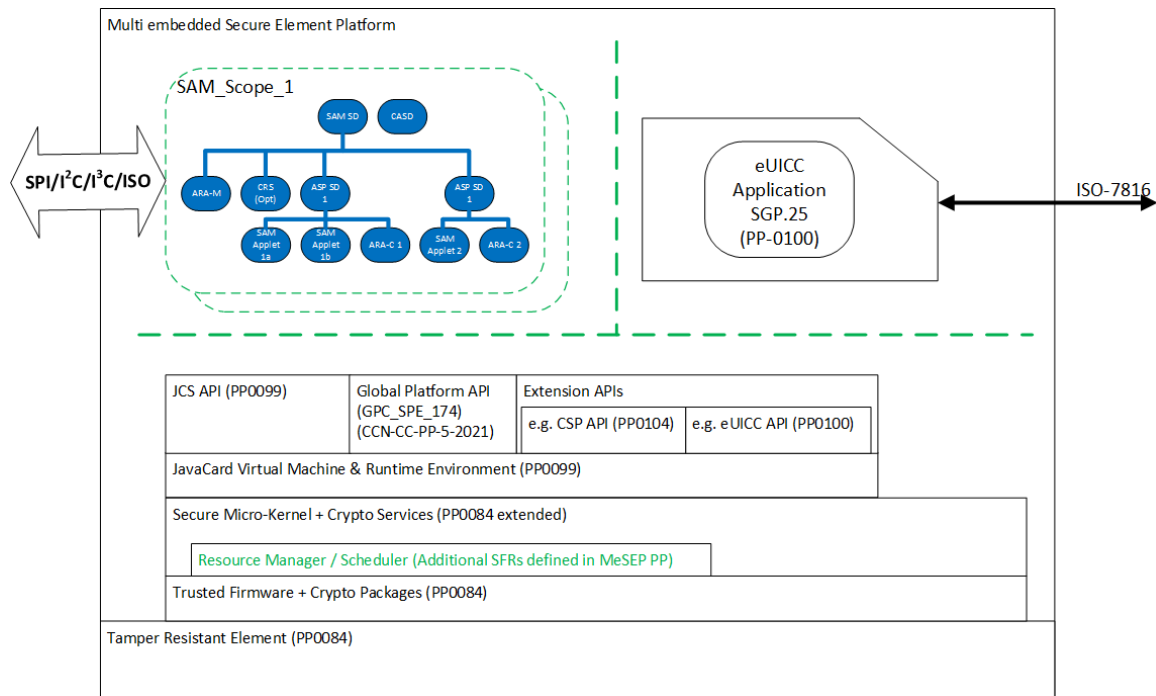 Multi embedded Secure Element Platform
SAM_Scope_1
SAM SD
CASD
ARA-M
CRS
(Opt)
ASP SD
1
ASP SD
1
SAM
Applet
1a
SAM
Applet
1b
ARA-C 1
SAM
Applet 2
ARA-C 2
SPI/I²C/I³C/ISO
eUICC
Application
SGP.25
(PP-0100)
ISO-7816
JCS API (PP0099)
Global Platform API
(GPC_SPE_174)
(CCN-CC-PP-5-2021)
Extension APIs
e.g. CSP API (PP0104)
e.g. eUICC API (PP0100)
JavaCard Virtual Machine & Runtime Environment (PP0099)
Secure Micro-Kernel + Crypto Services (PP0084 extended)
Resource Manager / Scheduler (Additional SFRs defined in MeSEP PP)
Trusted Firmware + Crypto Packages (PP0084)
Tamper Resistant Element (PP0084)